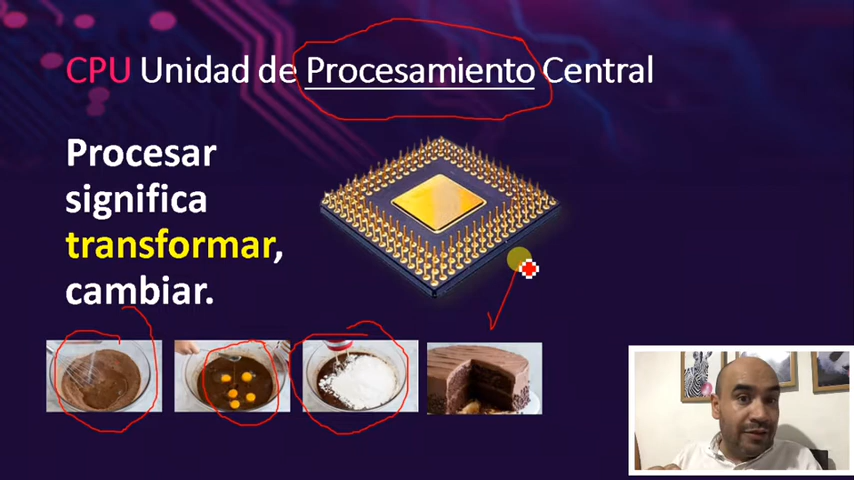 CPU Unidad de Procesamiento Central
Procesar
significa
transformar,
cambiar.